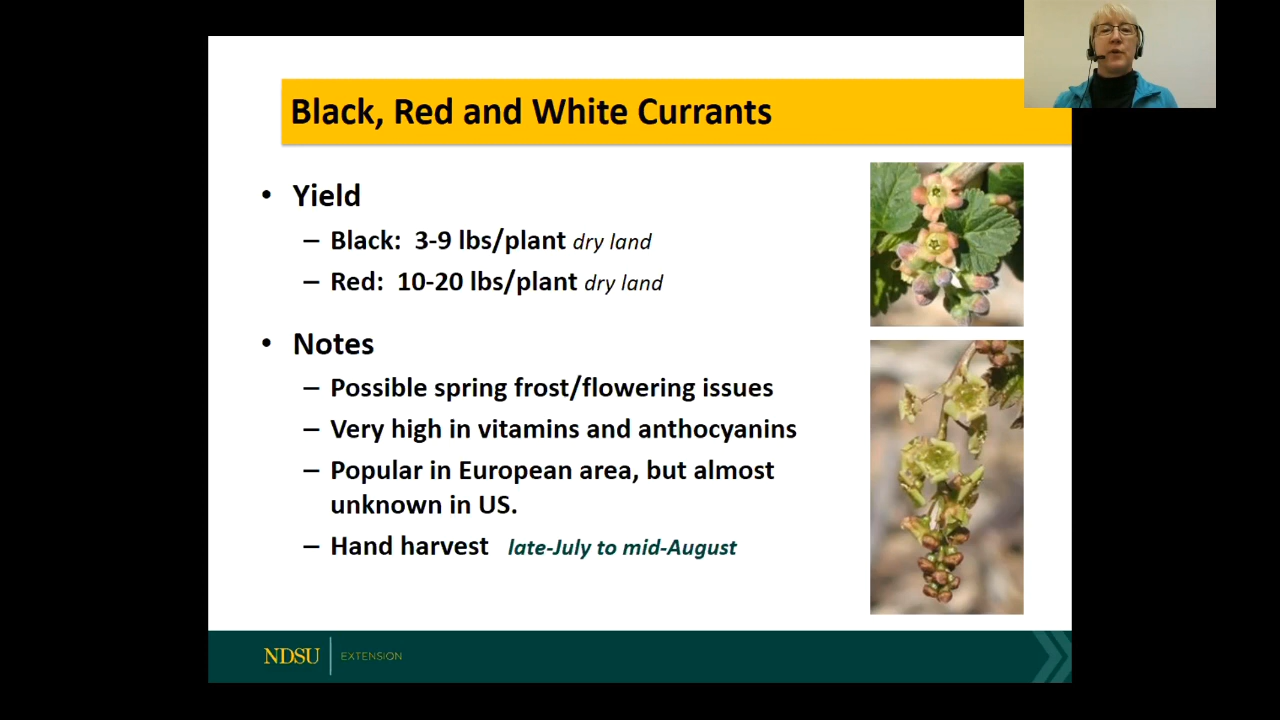 Black, Red and White Currants
• Yield
– Black: 3-9 lbs/plant dry land
– Red: 10-20 lbs/plant dry land
• Notes
– Possible spring frost/flowering issues
– Very high in vitamins and anthocyanins
– Popular in European area, but almost
unknown in US.
– Hand harvest late-July to mid-August
NDSU EXTENSION